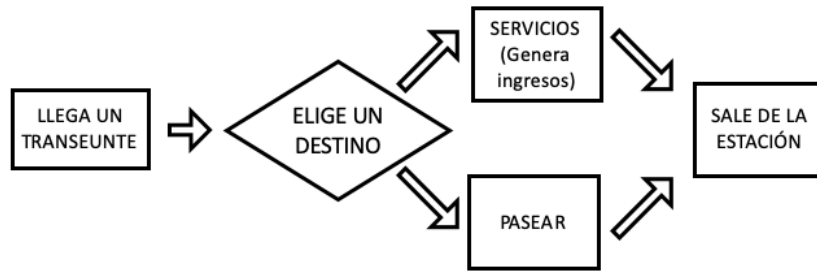 LLEGA UN
TRANSEUNTE
ELIGE UN
DESTINO
SERVICIOS
(Genera
ingresos)
PASEAR
SALE DE LA
ESTACIÓN